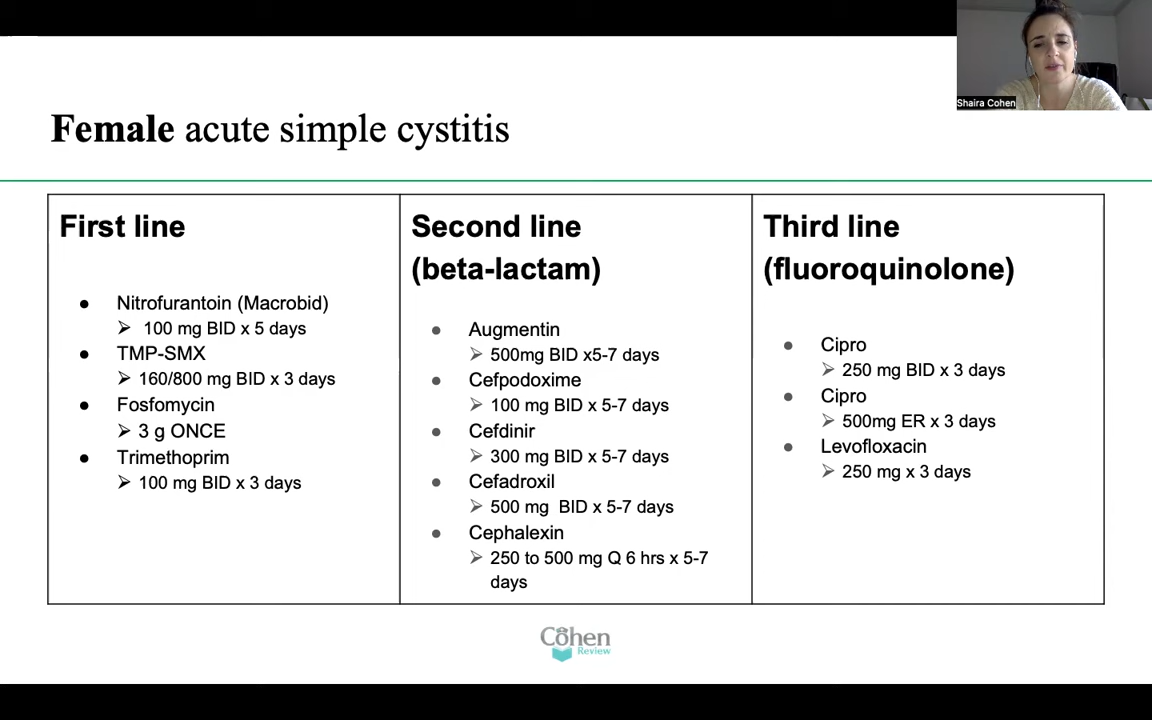 Shaira Cohen
Female acute simple cystitis
First line
● Nitrofurantoin (Macrobid)
➢ 100 mg BID x 5 days
● TMP-SMX
➢ 160/800 mg BID x 3 days
● Fosfomycin
➢ 3 g ONCE
● Trimethoprim
➢ 100 mg BID x 3 days
Second line
(beta-lactam)
● Augmentin
➢ 500mg BID x5-7 days
● Cefpodoxime
➢ 100 mg BID x 5-7 days
● Cefdinir
➢ 300 mg BID x 5-7 days
● Cefadroxil
➢ 500 mg  BID x 5-7 days
● Cephalexin
➢ 250 to 500 mg Q 6 hrs x 5-7
days
Third line
(fluoroquinolone)
● Cipro
➢ 250 mg BID x 3 days
● Cipro
➢ 500mg ER x 3 days
● Levofloxacin
➢ 250 mg x 3 days
Cohen
Review